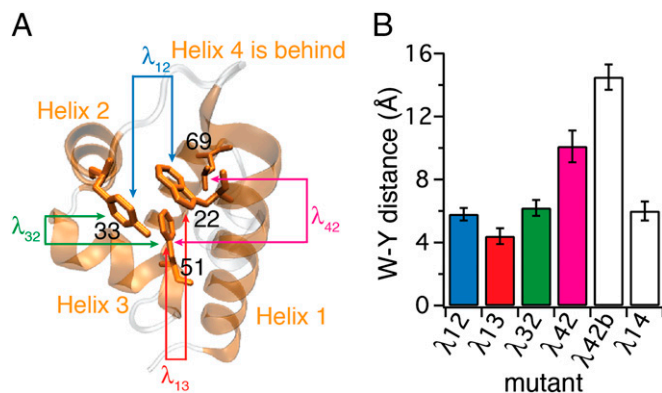 A
λ12
Helix 4 is behind
Helix 2
69
33
22
λ32
λ42
51
Helix 3
Helix 1
λ13
B
W-Y distance (Å)
16
12
8
4
0
λ12
λ13
λ32
λ42
λ42b
λ14
mutant